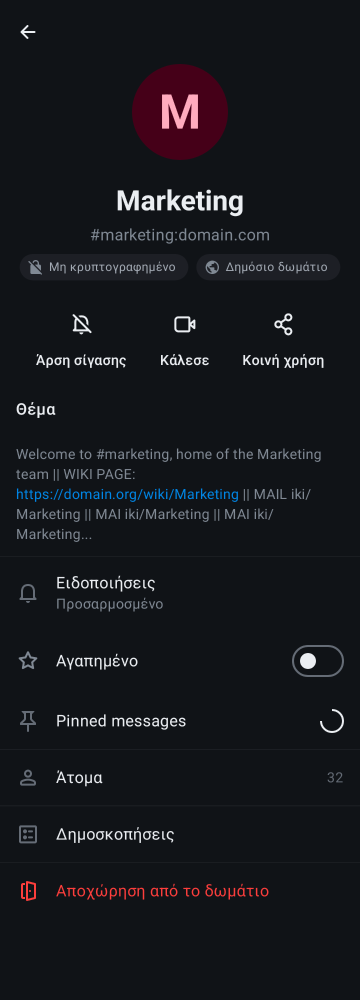 M
Marketing
#marketing:domain.com
Μη κρυπτογραφημένο Δημόσιο δωμάτιο
Άρση σίγασης Κάλεσε Κοινή χρήση
Θέμα
Welcome to #marketing, home of the Marketing
team || WIKI PAGE:
https://domain.org/wiki/Marketing || MAIL iki/
Marketing || MAI iki/Marketing || MAI iki/
Marketing...
Ειδοποιήσεις
Προσαρμοσμένο
Αγαπημένο
Pinned messages
Άτομα 32
Δημοσκοπήσεις
Αποχώρηση από το δωμάτιο